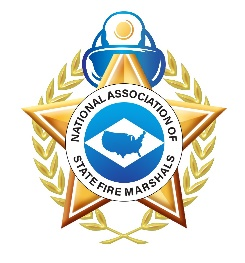 NATIONAL ASSOCIATION OF
STATE FIRE MARSHALS